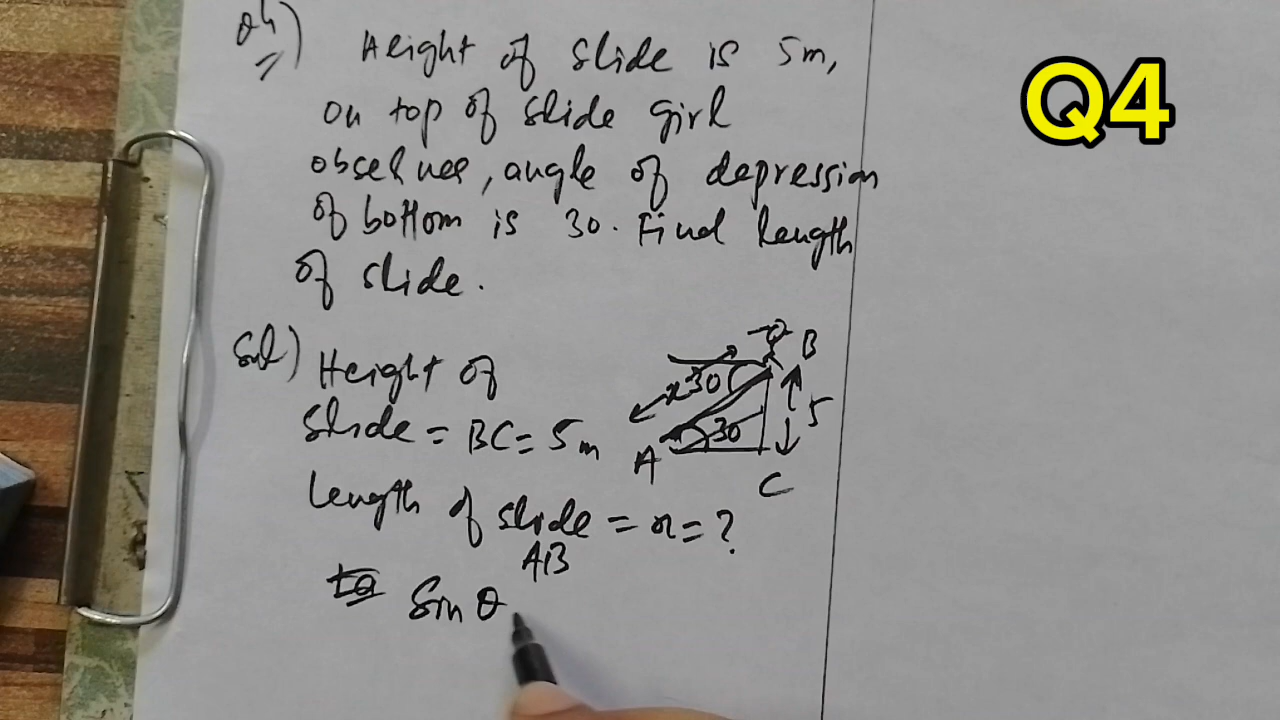 Q4)
Q4
Height of slide is 5m,
on top of slide girl
observes, angle of depression
of bottom is 30. Find length
of slide.
Sol) Height of
slide = BC = 5m
length of slide = x = ?
AB
Sin θ
B
x
30
5
30
A
C